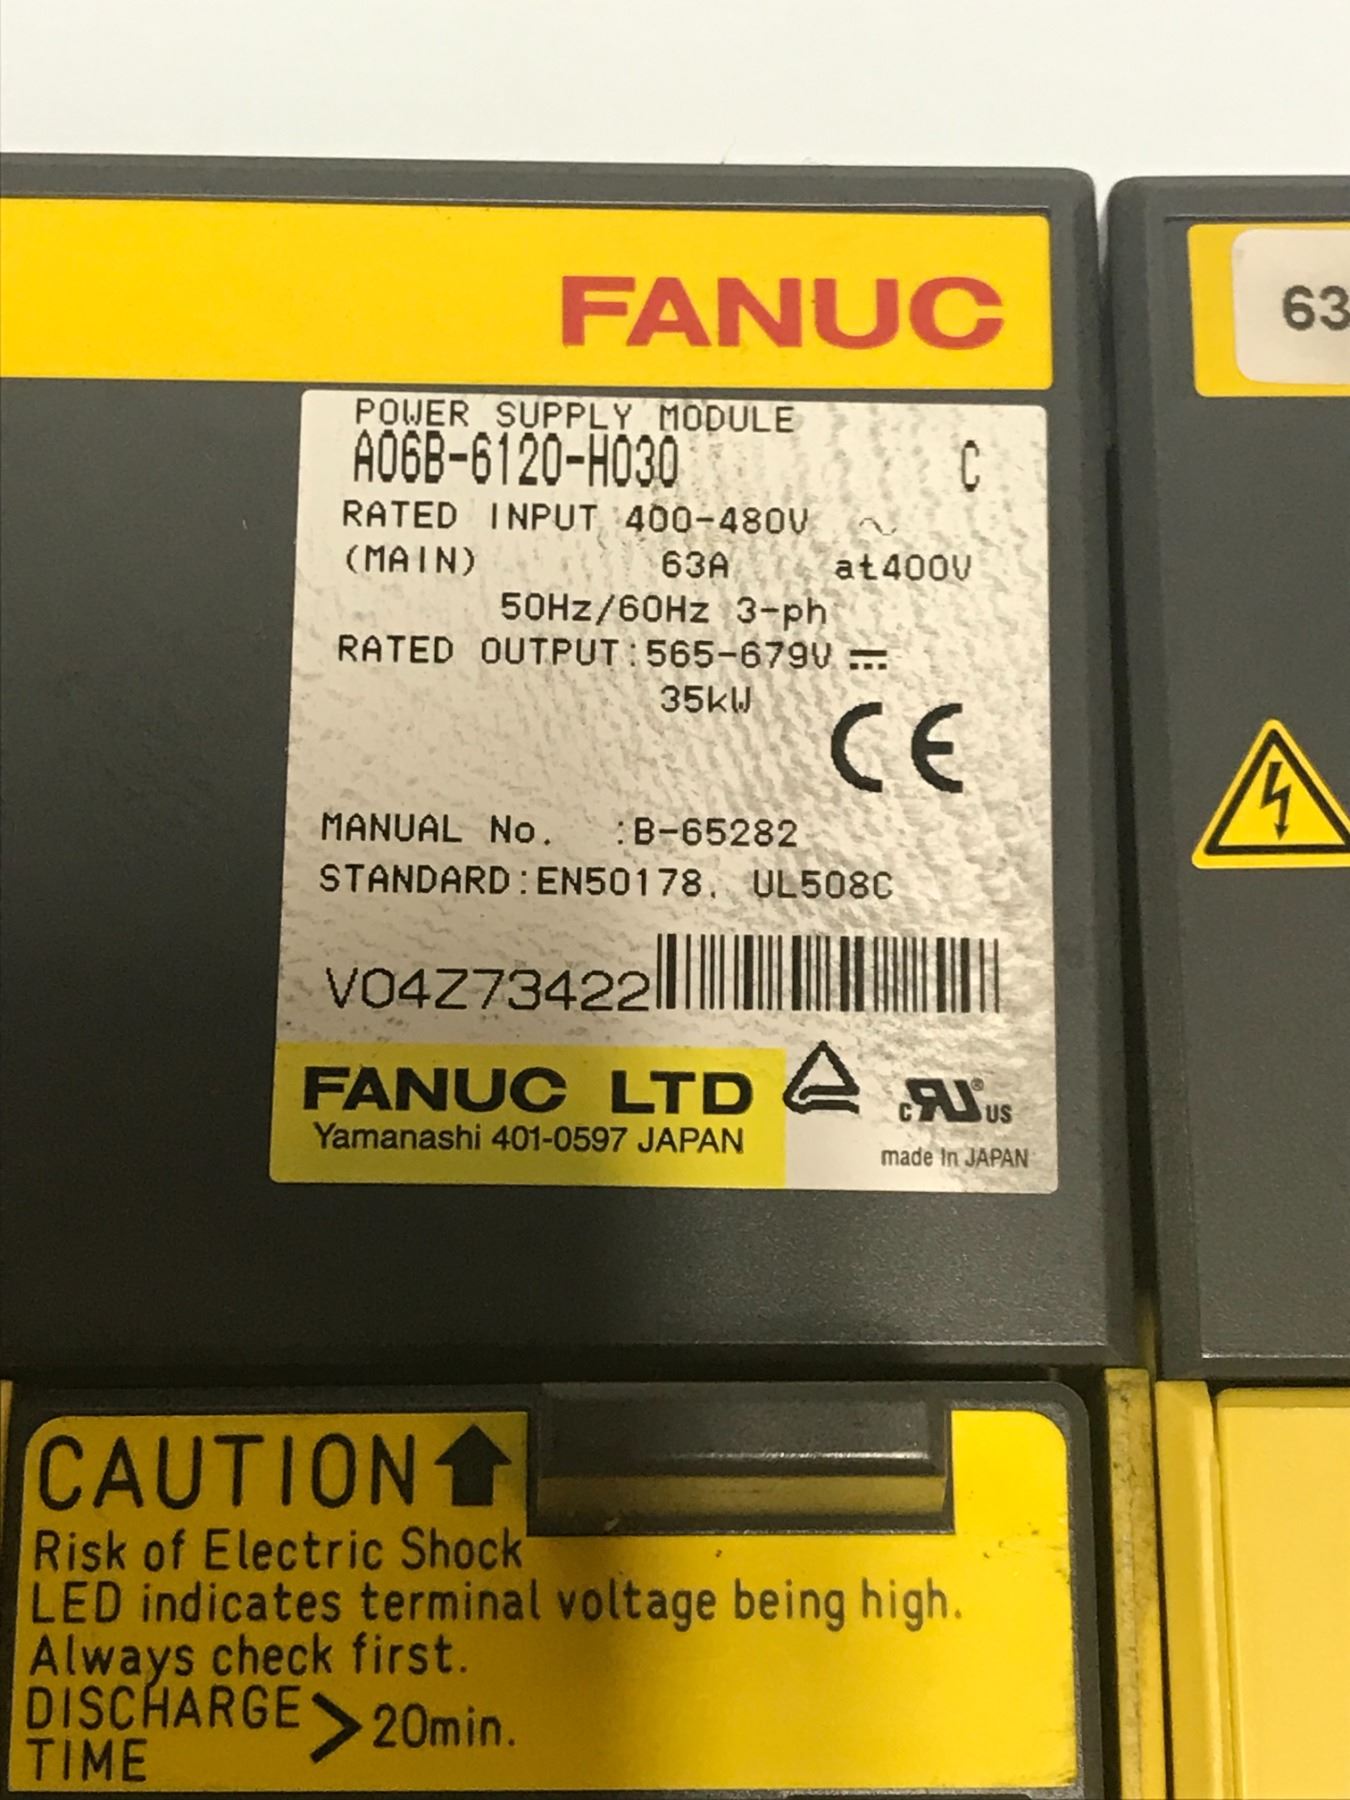 FANUC
63
POWER SUPPLY MODULE
A06B-6120-H030 C
RATED INPUT 400-480V ~
(MAIN) 63A at400V
50Hz/60Hz 3-ph
RATED OUTPUT:565-679V ⎓
35kW
CE
MANUAL No. :B-65282
STANDARD:EN50178. UL508C
V04Z73422
FANUC LTD
Yamanashi 401-0597 JAPAN
c RU ® US
made In JAPAN
CAUTION
Risk of Electric Shock
LED indicates terminal voltage being high.
Always check first.
DISCHARGE
TIME > 20min.